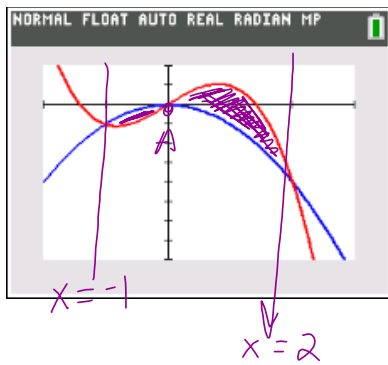 NORMAL FLOAT AUTO REAL RADIAN MP
A
x = -1
x = 2